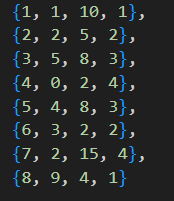 {1, 1, 10, 1},
{2, 2, 5, 2},
{3, 5, 8, 3},
{4, 0, 2, 4},
{5, 4, 8, 3},
{6, 3, 2, 2},
{7, 2, 15, 4},
{8, 9, 4, 1}